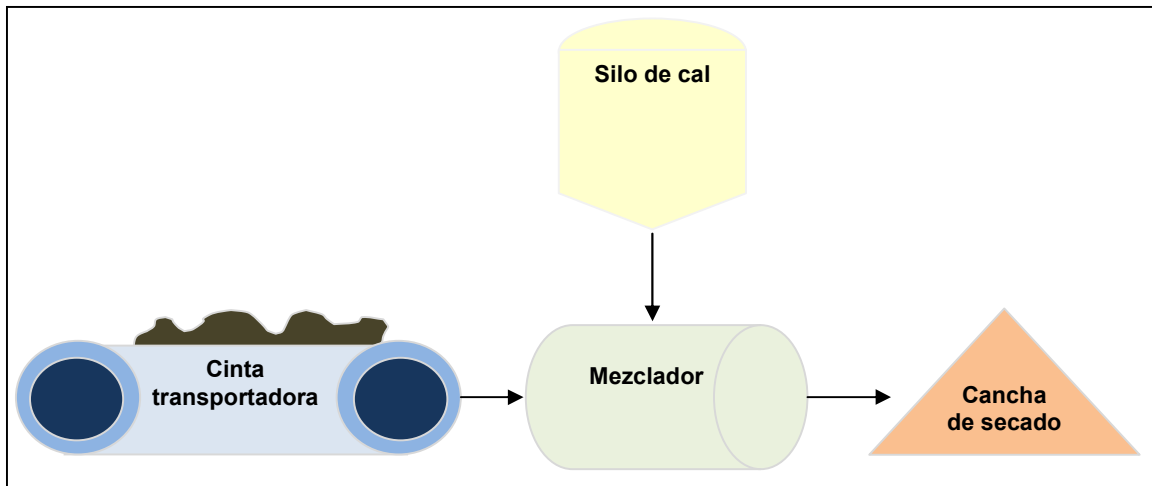 Silo de cal
Cinta
transportadora
Mezclador
Cancha
de secado